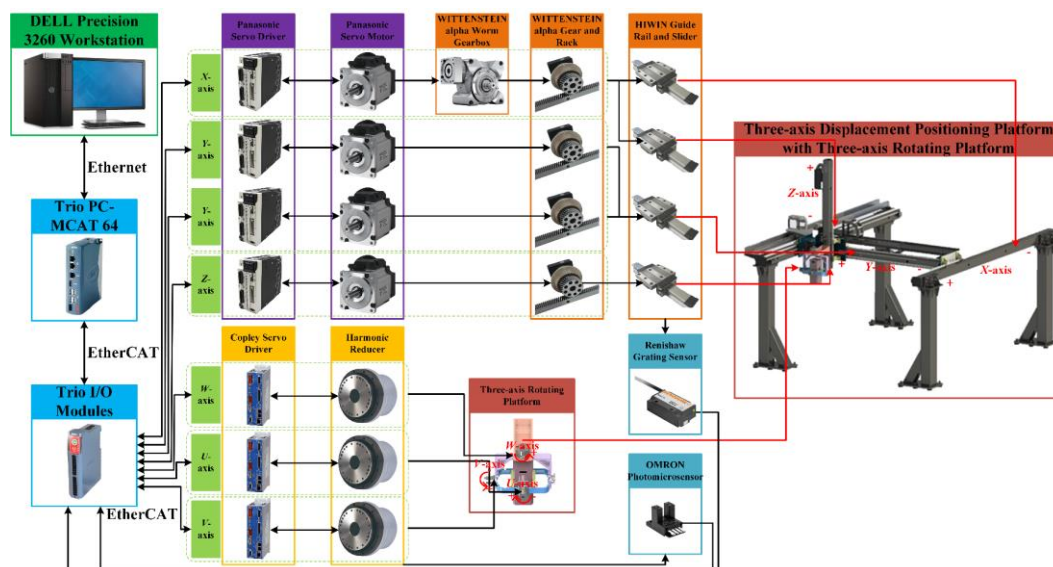 DELL Precision
3260 Workstation
Ethernet
Trio PC-
MCAT 64
EtherCAT
Trio I/O
Modules
EtherCAT
X-
axis
Y-
axis
Y-
axis
Z-
axis
W-
axis
U-
axis
V-
axis
Panasonic
Servo Driver
Panasonic
Servo Motor
WITTENSTEIN
alpha Worm
Gearbox
WITTENSTEIN
alpha Gear and
Rack
HIWIN Guide
Rail and Slider
Copley Servo
Driver
Harmonic
Reducer
Three-axis Rotating
Platform
W-axis
V-axis
U-axis
Renishaw
Grating Sensor
OMRON
Photomicrosensor
Three-axis Displacement Positioning Platform
with Three-axis Rotating Platform
+
Z-axis
-
-
+
Y-axis
-
-
X-axis
+